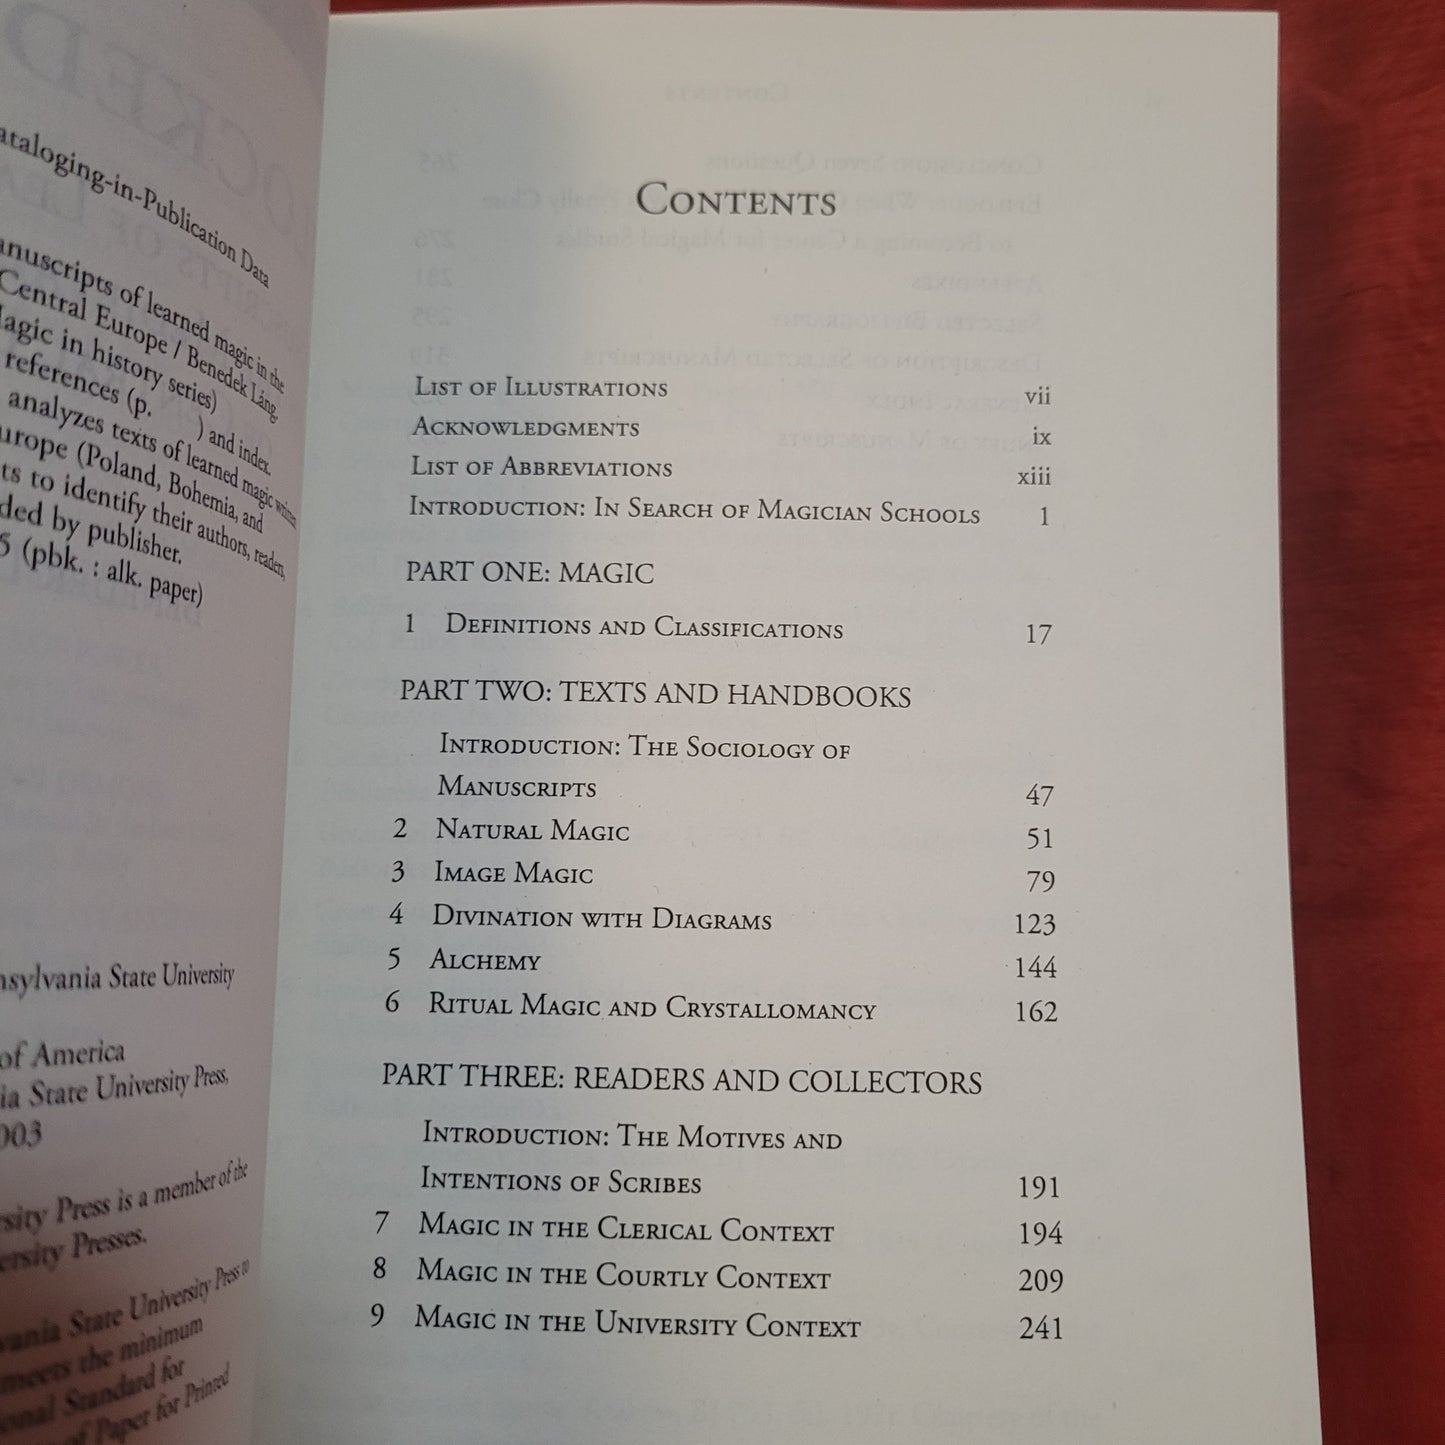 ataloging-in-Publication Data
anuscripts of learned magic in the
Central Europe / Benedek Láng.
agic in history series)
references (p. ) and index.
analyzes texts of learned magic written
urope (Poland, Bohemia, and
ts to identify their authors, readers,
ded by publisher.
5 (pbk. : alk. paper)
nsylvania State University
of America
ia State University Press,
003
rsity Press is a member of the
ersity Presses.
vania State University Press to
meets the minimum
onal Standard for
of Paper for Printed
CONTENTS
LIST OF ILLUSTRATIONS vii
ACKNOWLEDGMENTS ix
LIST OF ABBREVIATIONS xiii
INTRODUCTION: IN SEARCH OF MAGICIAN SCHOOLS 1
PART ONE: MAGIC
1 DEFINITIONS AND CLASSIFICATIONS 17
PART TWO: TEXTS AND HANDBOOKS
INTRODUCTION: THE SOCIOLOGY OF
MANUSCRIPTS 47
2 NATURAL MAGIC 51
3 IMAGE MAGIC 79
4 DIVINATION WITH DIAGRAMS 123
5 ALCHEMY 144
6 RITUAL MAGIC AND CRYSTALLOMANCY 162
PART THREE: READERS AND COLLECTORS
INTRODUCTION: THE MOTIVES AND
INTENTIONS OF SCRIBES 191
7 MAGIC IN THE CLERICAL CONTEXT 194
8 MAGIC IN THE COURTLY CONTEXT 209
9 MAGIC IN THE UNIVERSITY CONTEXT 241